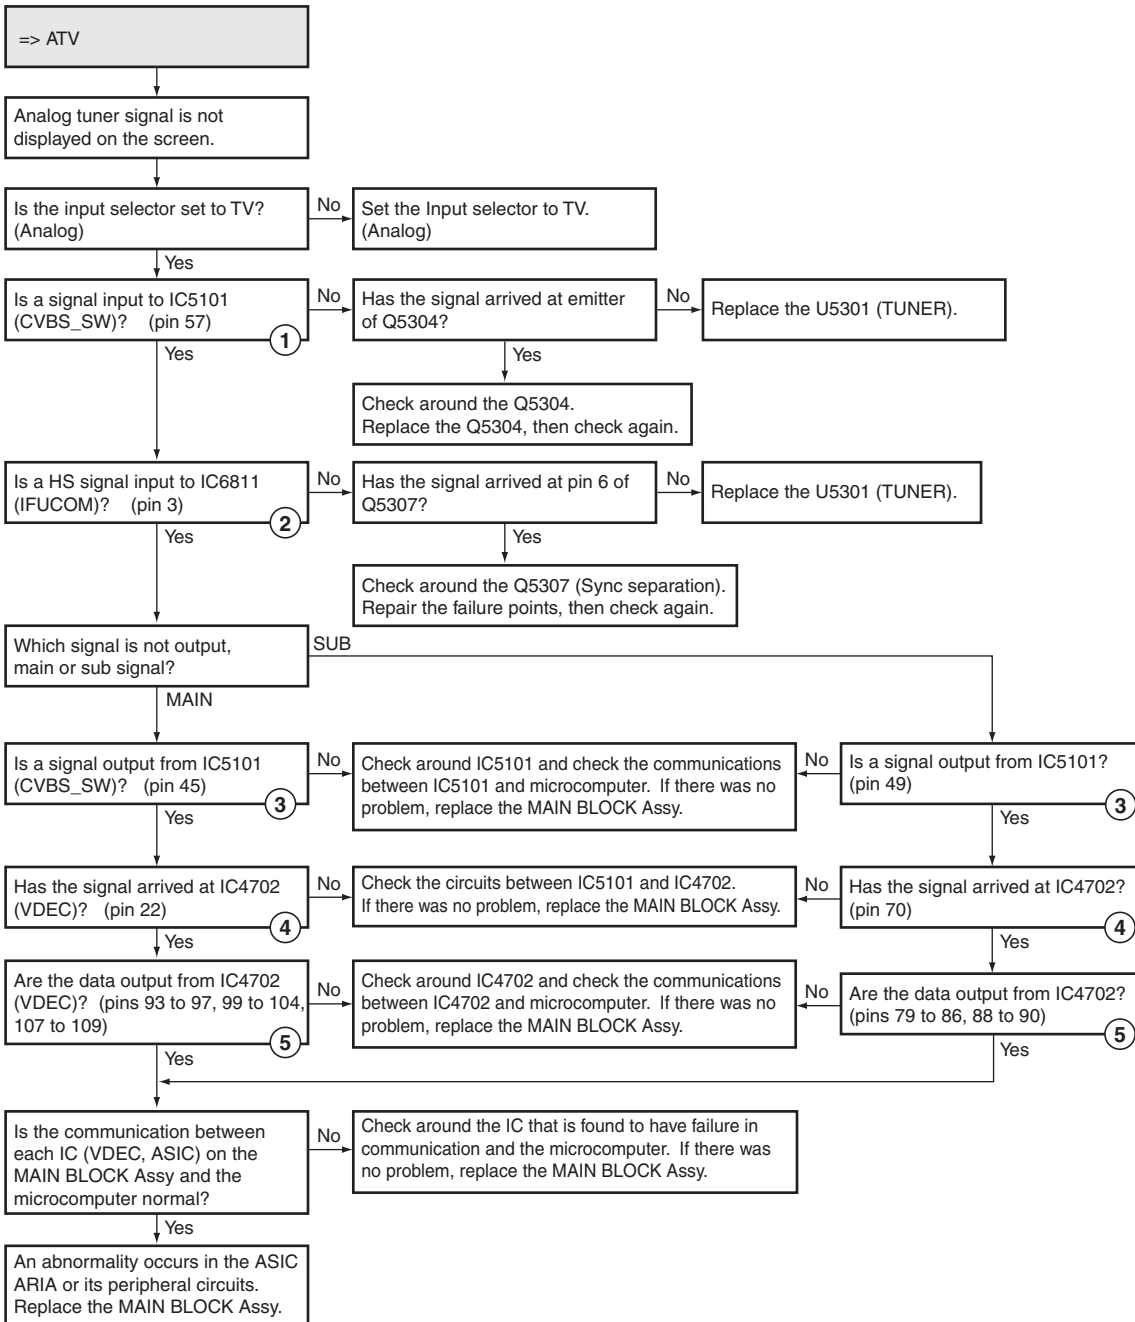 => ATV
Analog tuner signal is not
displayed on the screen.
Is the input selector set to TV?
(Analog)
No
Set the Input selector to TV.
(Analog)
Yes
Is a signal input to IC5101
(CVBS_SW)? (pin 57)
1
No
Has the signal arrived at emitter
of Q5304?
No
Replace the U5301 (TUNER).
Yes
Yes
Check around the Q5304.
Replace the Q5304, then check again.
Is a HS signal input to IC6811
(IFUCOM)? (pin 3)
2
No
Has the signal arrived at pin 6 of
Q5307?
No
Replace the U5301 (TUNER).
Yes
Yes
Check around the Q5307 (Sync separation).
Repair the failure points, then check again.
Which signal is not output,
main or sub signal?
SUB
MAIN
Is a signal output from IC5101
(CVBS_SW)? (pin 45)
3
No
Check around IC5101 and check the communications
between IC5101 and microcomputer. If there was no
problem, replace the MAIN BLOCK Assy.
No
Is a signal output from IC5101?
(pin 49)
3
Yes
Yes
Has the signal arrived at IC4702
(VDEC)? (pin 22)
4
No
Check the circuits between IC5101 and IC4702.
If there was no problem, replace the MAIN BLOCK Assy.
No
Has the signal arrived at IC4702?
(pin 70)
4
Yes
Yes
Are the data output from IC4702
(VDEC)? (pins 93 to 97, 99 to 104,
107 to 109)
5
No
Check around IC4702 and check the communications
between IC4702 and microcomputer. If there was no
problem, replace the MAIN BLOCK Assy.
No
Are the data output from IC4702?
(pins 79 to 86, 88 to 90)
5
Yes
Yes
Is the communication between
each IC (VDEC, ASIC) on the
MAIN BLOCK Assy and the
microcomputer normal?
No
Check around the IC that is found to have failure in
communication and the microcomputer. If there was
no problem, replace the MAIN BLOCK Assy.
Yes
An abnormality occurs in the ASIC
ARIA or its peripheral circuits.
Replace the MAIN BLOCK Assy.